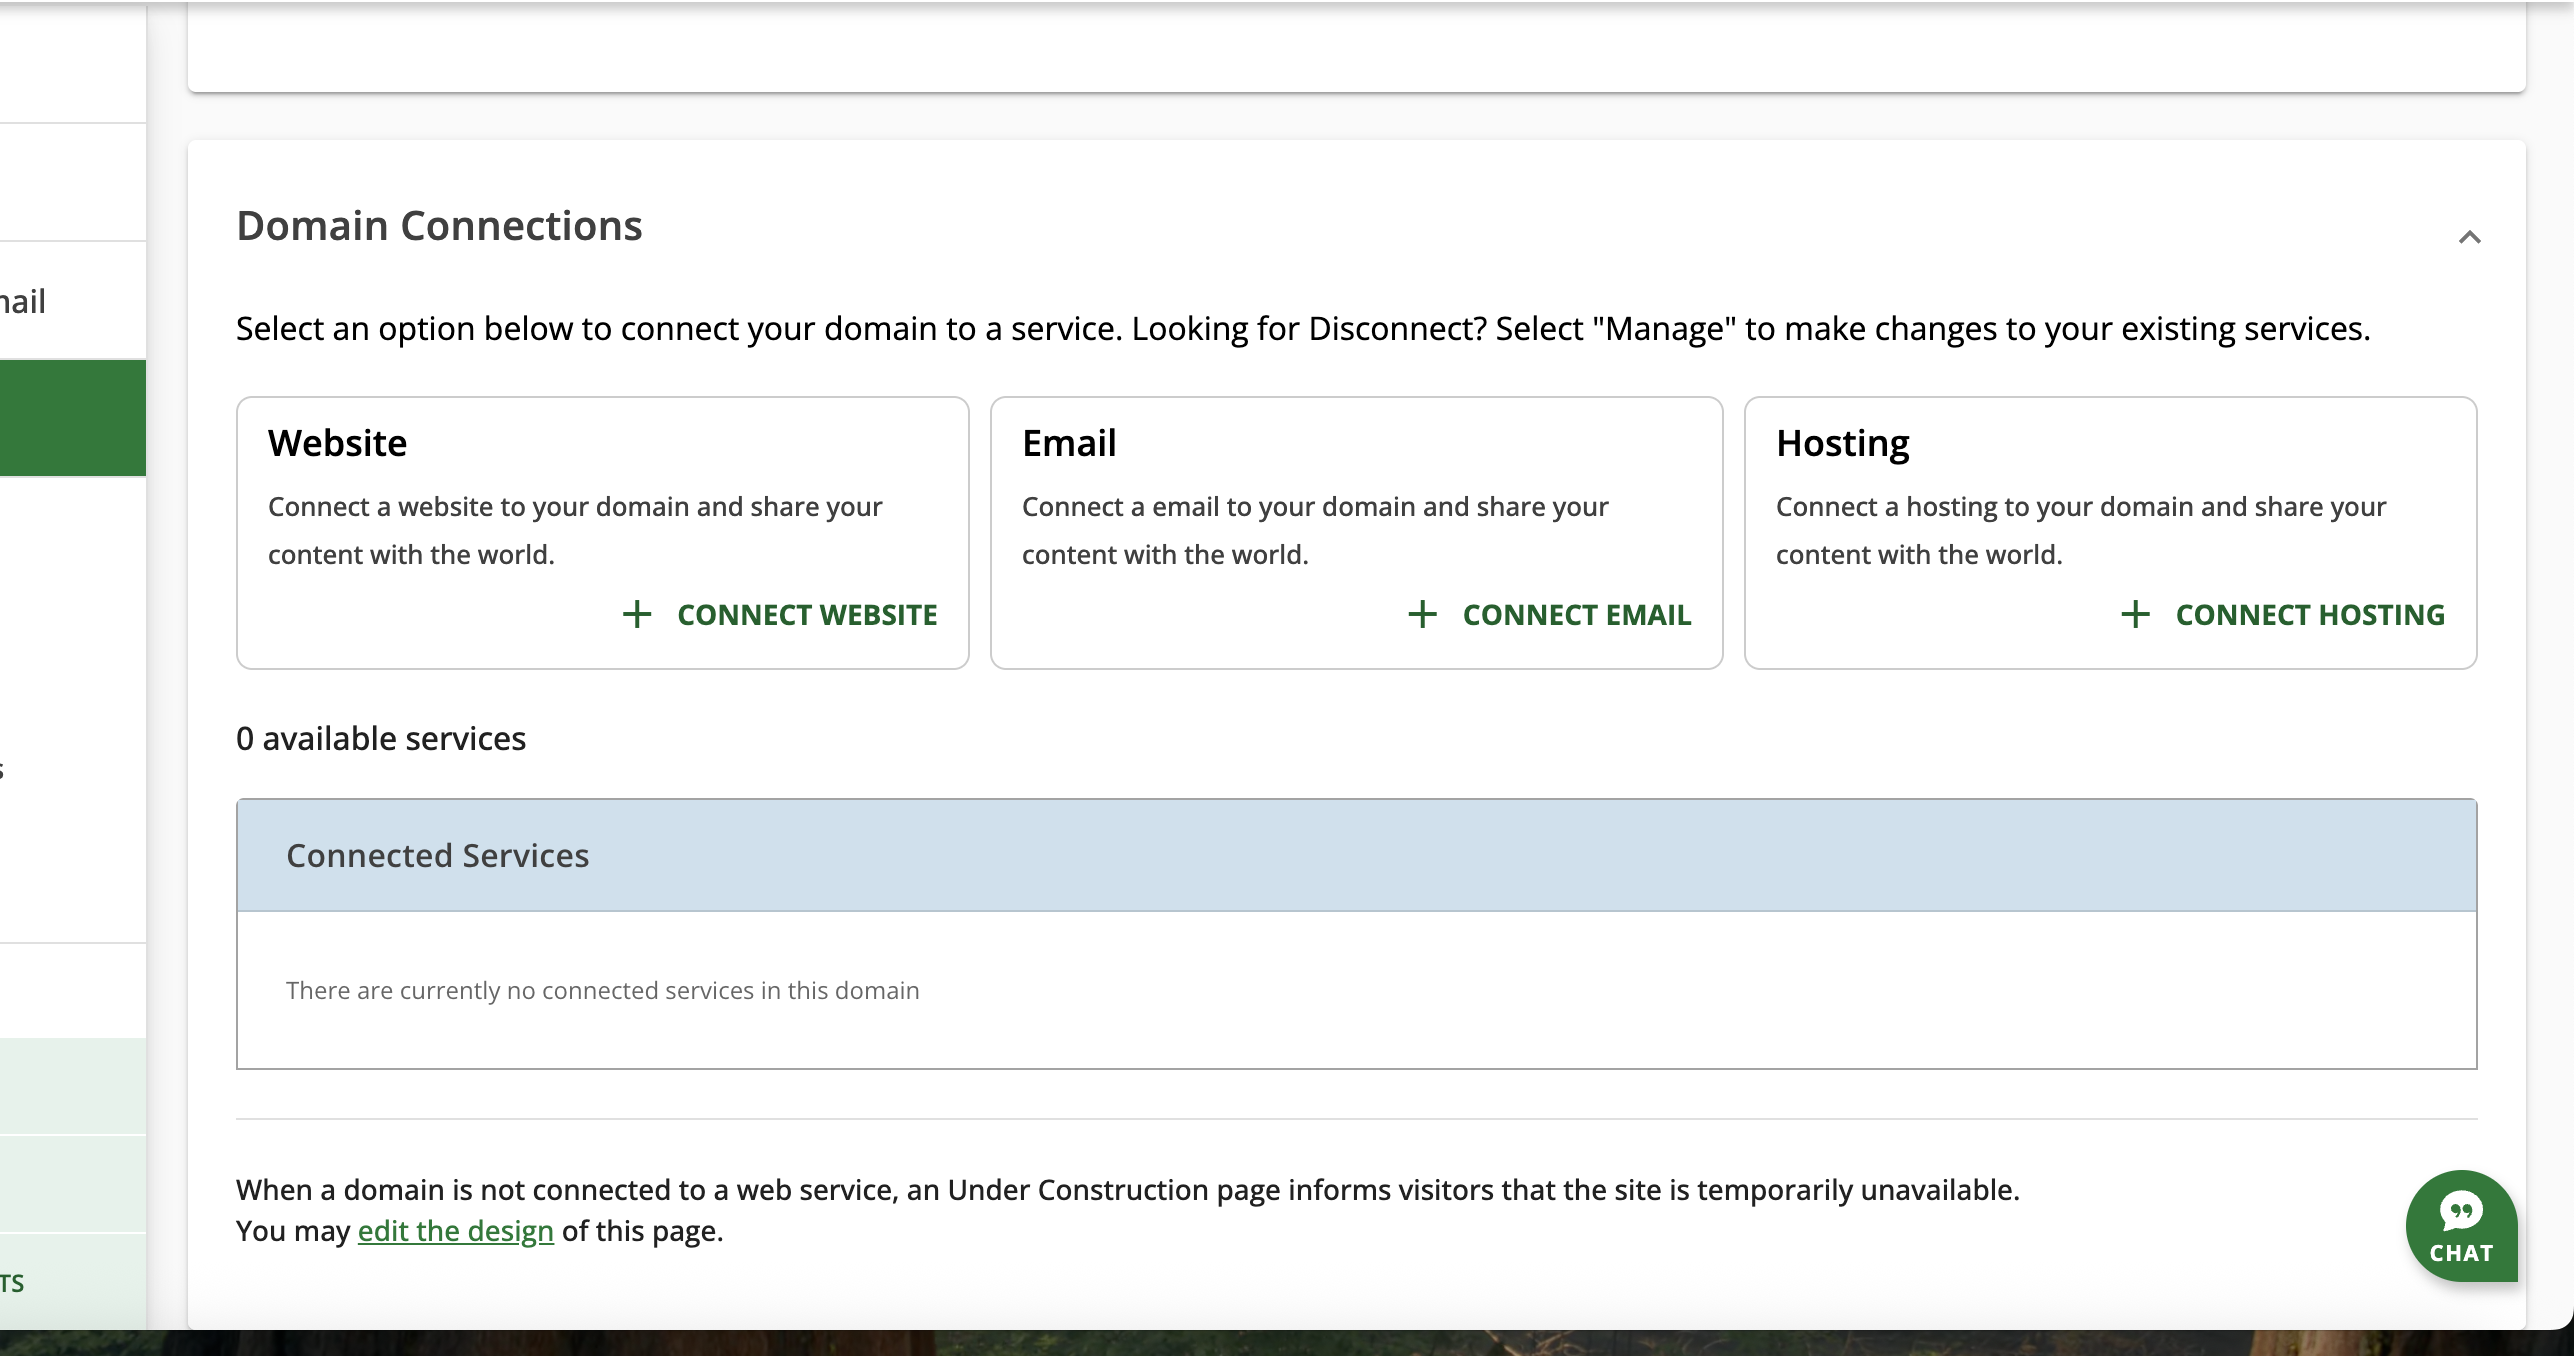 Domain Connections
Select an option below to connect your domain to a service. Looking for Disconnect? Select "Manage" to make changes to your existing services.
Website
Connect a website to your domain and share your
content with the world.
CONNECT WEBSITE
Email
Connect a email to your domain and share your
content with the world.
CONNECT EMAIL
Hosting
Connect a hosting to your domain and share your
content with the world.
CONNECT HOSTING
0 available services
Connected Services
There are currently no connected services in this domain
When a domain is not connected to a web service, an Under Construction page informs visitors that the site is temporarily unavailable.
You may edit the design of this page.
CHAT